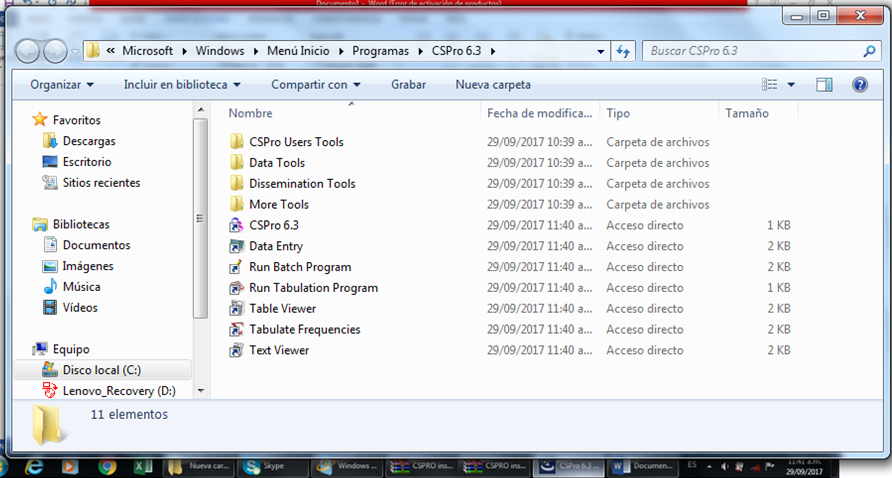 Documento1 - Word (Error de activación de productos)
« Microsoft ▸ Windows ▸ Menú Inicio ▸ Programas ▸ CSPro 6.3 ▸
Buscar CSPro 6.3
Organizar Incluir en biblioteca Compartir con Grabar Nueva carpeta
Nombre Fecha de modifica... Tipo Tamaño
Favoritos
Descargas
Escritorio
Sitios recientes
Bibliotecas
Documentos
Imágenes
Música
Vídeos
Equipo
Disco local (C:)
Lenovo_Recovery (D:)
CSPro Users Tools 29/09/2017 10:39 a... Carpeta de archivos
Data Tools 29/09/2017 10:39 a... Carpeta de archivos
Dissemination Tools 29/09/2017 10:39 a... Carpeta de archivos
More Tools 29/09/2017 10:39 a... Carpeta de archivos
CSPro 6.3 29/09/2017 11:40 a... Acceso directo 1 KB
Data Entry 29/09/2017 11:40 a... Acceso directo 2 KB
Run Batch Program 29/09/2017 11:40 a... Acceso directo 2 KB
Run Tabulation Program 29/09/2017 11:40 a... Acceso directo 1 KB
Table Viewer 29/09/2017 11:40 a... Acceso directo 2 KB
Tabulate Frequencies 29/09/2017 11:40 a... Acceso directo 2 KB
Text Viewer 29/09/2017 11:40 a... Acceso directo 2 KB
11 elementos
Nueva car... Skype Windows ... CSPRO ins... CSPRO ins... CSPro 6.3 ... Documen... ES 11:41 a.m.
29/09/2017